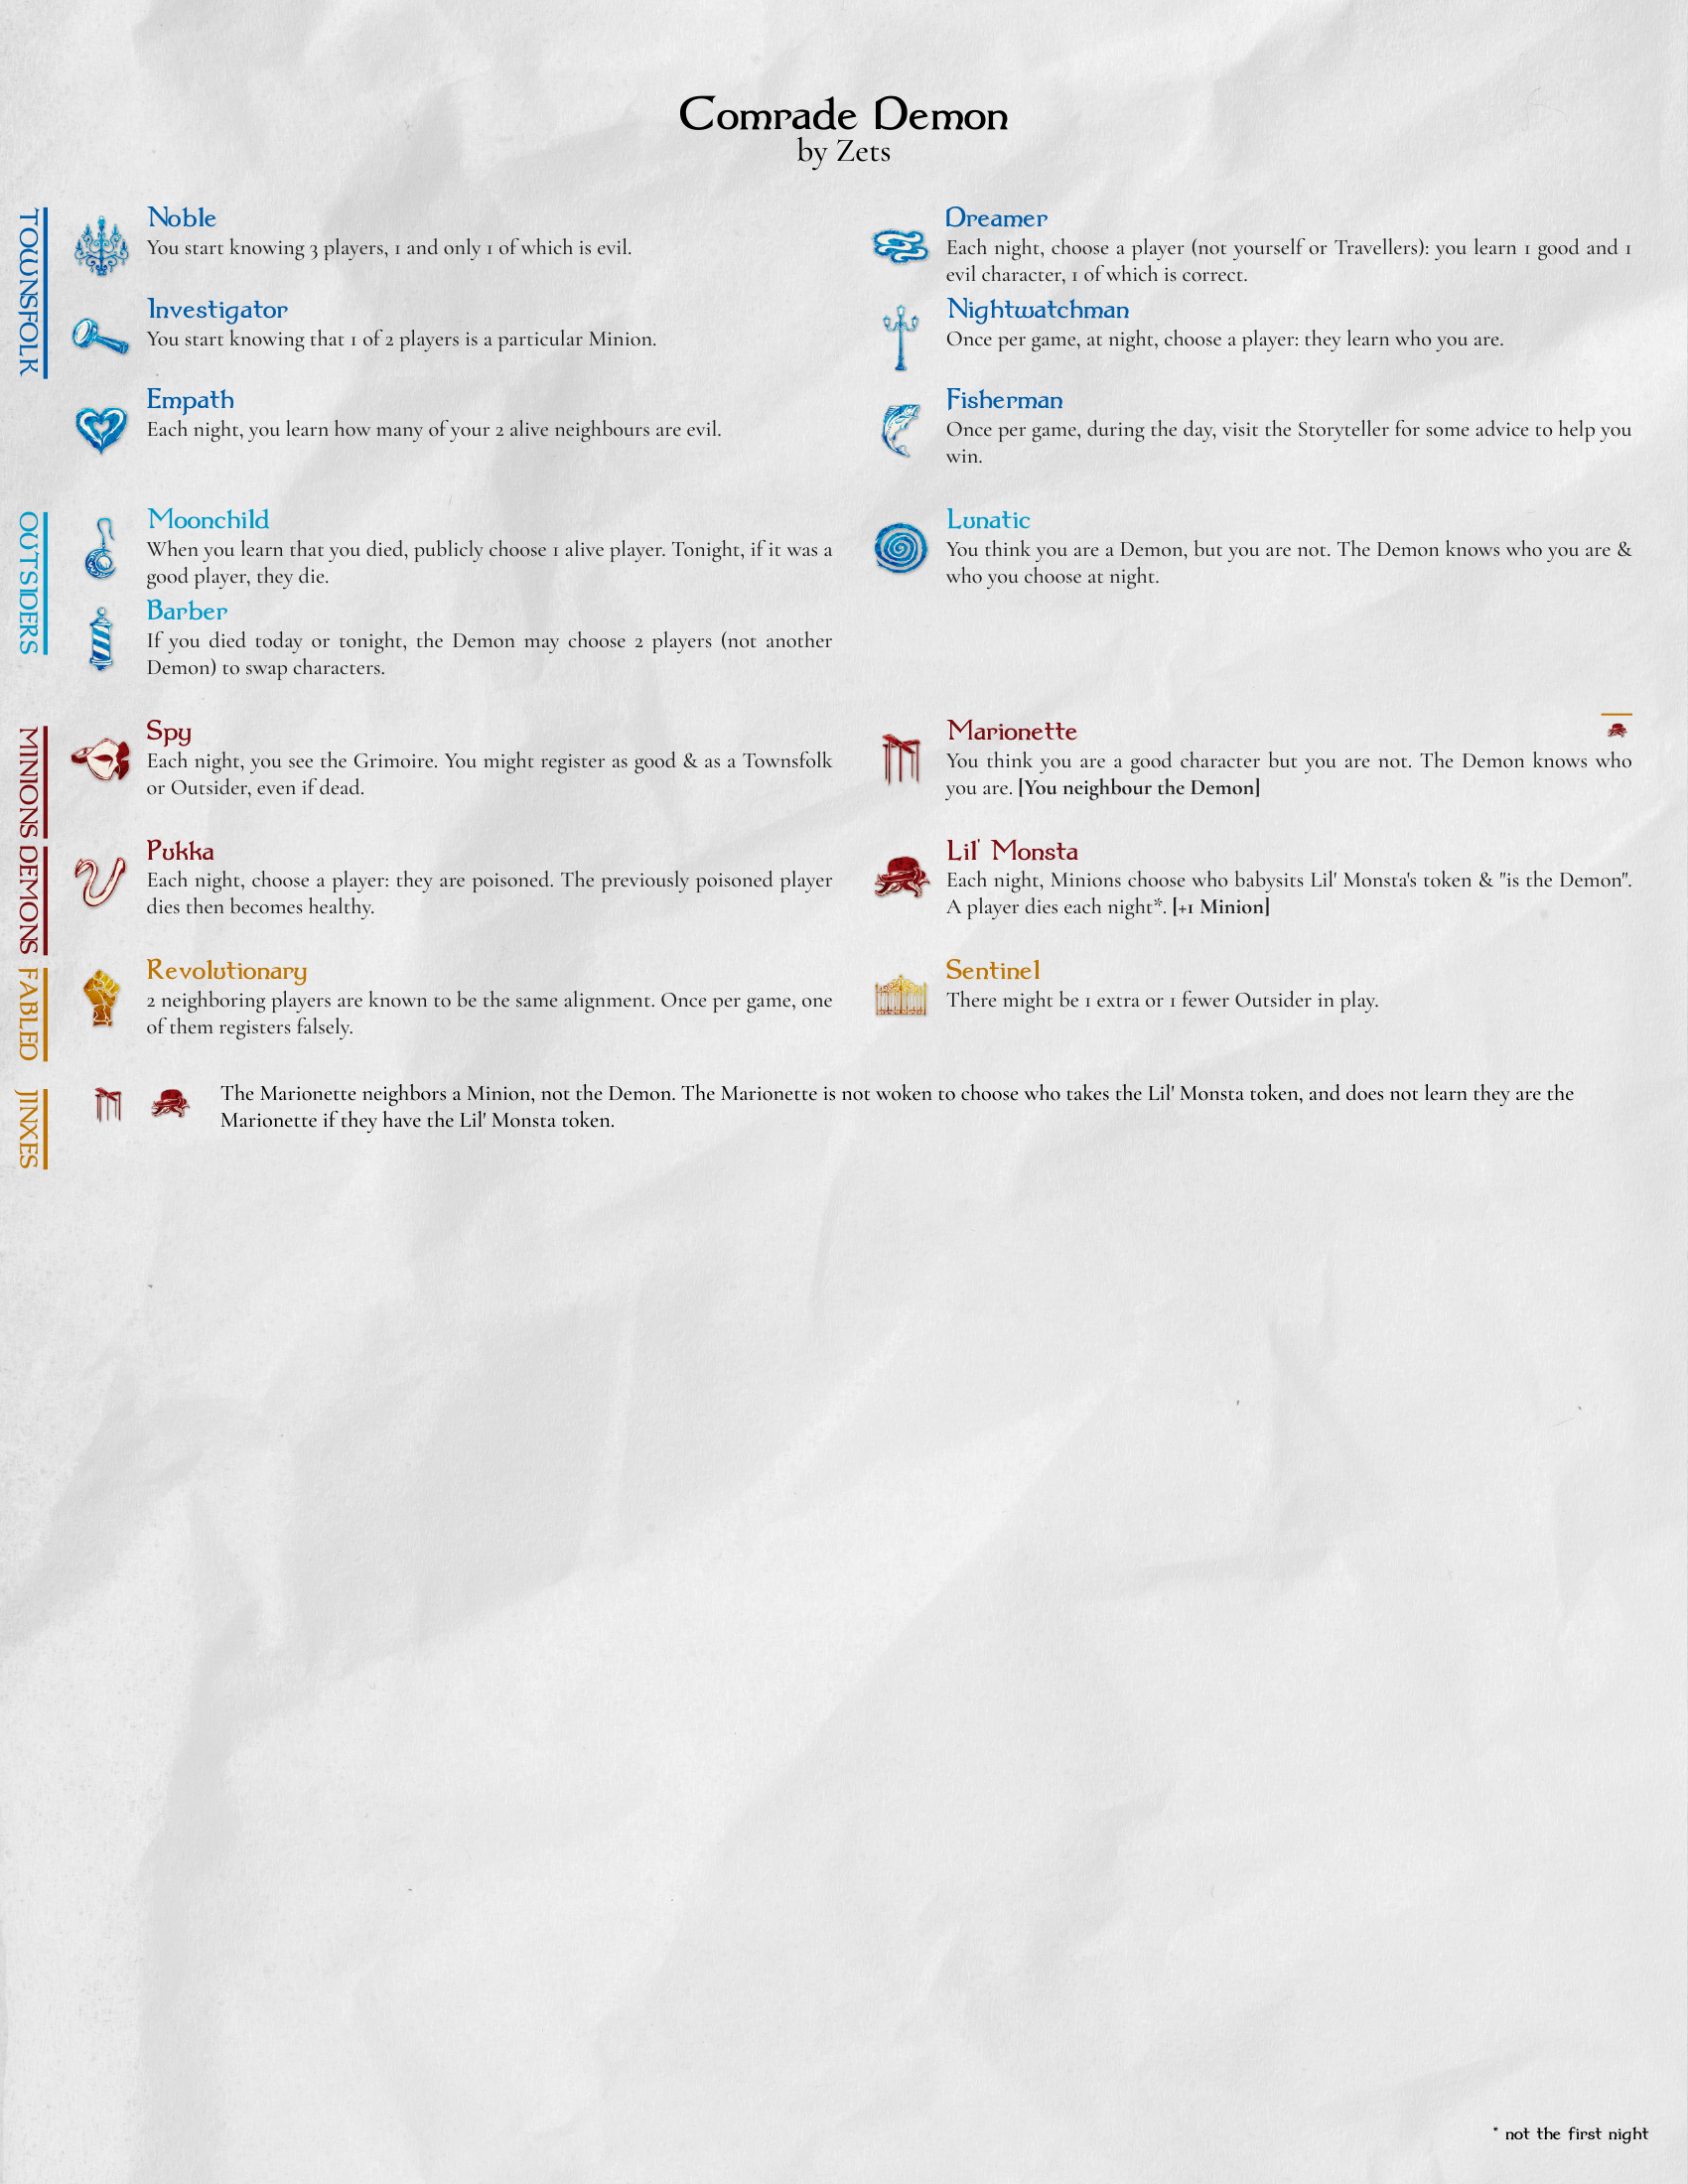 Comrade Demon
by Zets
TOWNSFOLK
Noble
You start knowing 3 players, 1 and only 1 of which is evil.
Dreamer
Each night, choose a player (not yourself or Travellers): you learn 1 good and 1
evil character, 1 of which is correct.
Investigator
You start knowing that 1 of 2 players is a particular Minion.
Nightwatchman
Once per game, at night, choose a player: they learn who you are.
Empath
Each night, you learn how many of your 2 alive neighbours are evil.
Fisherman
Once per game, during the day, visit the Storyteller for some advice to help you
win.
OUTSIDERS
Moonchild
When you learn that you died, publicly choose 1 alive player. Tonight, if it was a
good player, they die.
Lunatic
You think you are a Demon, but you are not. The Demon knows who you are &
who you choose at night.
Barber
If you died today or tonight, the Demon may choose 2 players (not another
Demon) to swap characters.
MINIONS
Spy
Each night, you see the Grimoire. You might register as good & as a Townsfolk
or Outsider, even if dead.
Marionette
You think you are a good character but you are not. The Demon knows who
you are. [You neighbour the Demon]
DEMONS
Pukka
Each night, choose a player: they are poisoned. The previously poisoned player
dies then becomes healthy.
Lil' Monsta
Each night, Minions choose who babysits Lil' Monsta's token & "is the Demon".
A player dies each night*. [+1 Minion]
FABLED
Revolutionary
2 neighboring players are known to be the same alignment. Once per game, one
of them registers falsely.
Sentinel
There might be 1 extra or 1 fewer Outsider in play.
JINXES
The Marionette neighbors a Minion, not the Demon. The Marionette is not woken to choose who takes the Lil' Monsta token, and does not learn they are the
Marionette if they have the Lil' Monsta token.
* not the first night